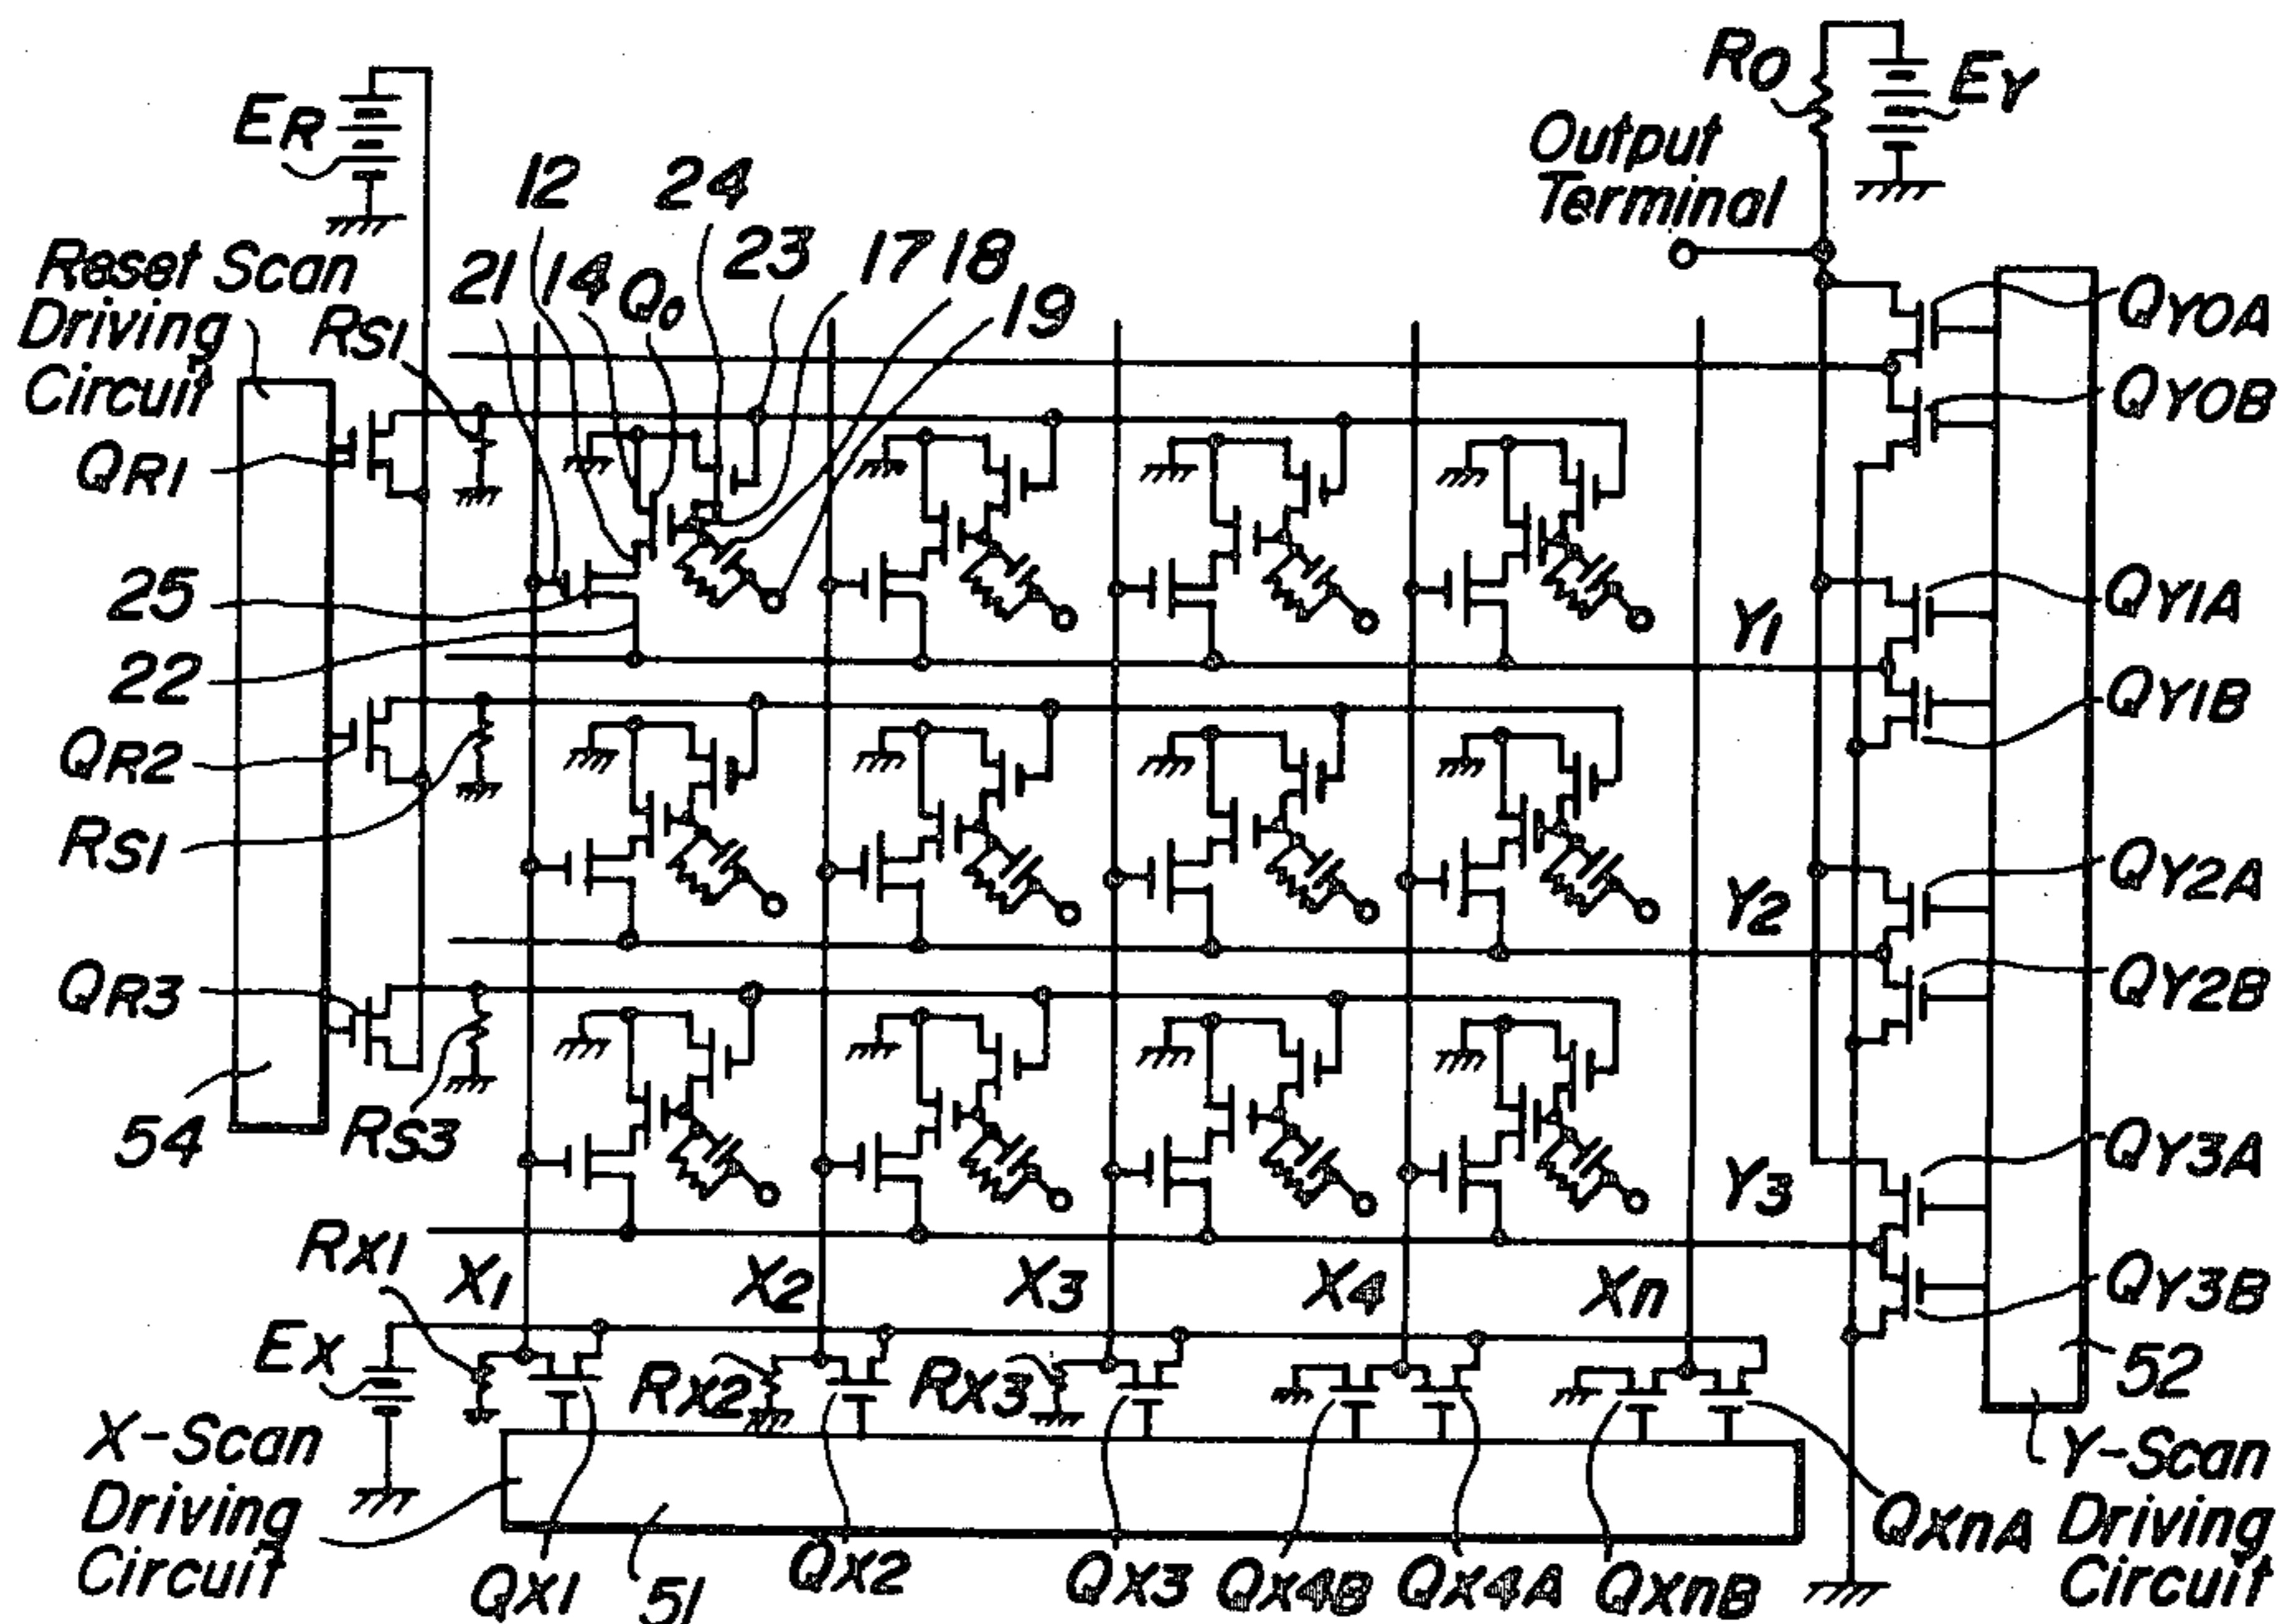 RO
EY
ER
Output
Terminal
12
24
Reset Scan
Driving
Circuit
RS1
21
14
Q0
23
17
18
19
QY0A
QY0B
QR1
25
22
Y1
QY1A
QY1B
QR2
RS1
Y2
QY2A
QY2B
QR3
54
RS3
Y3
QY3A
QY3B
RX1
X1
X2
X3
X4
Xn
EX
RX2
RX3
52
X-Scan
Driving
Circuit
Y-Scan
Driving
Circuit
QX1
51
QX2
QX3
QX4B
QX4A
QXnB
QXnA